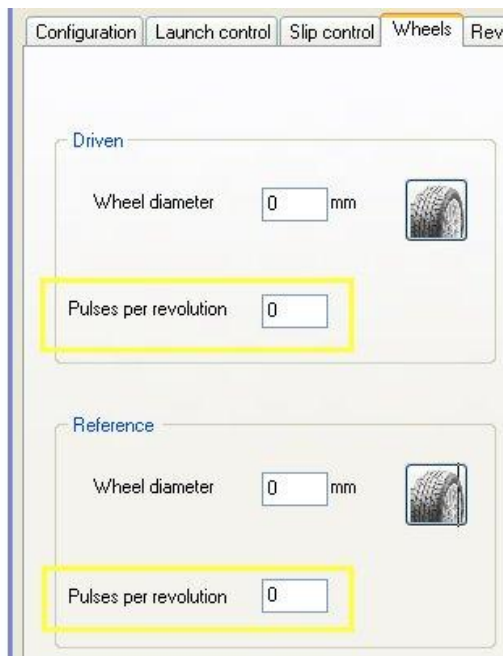 Configuration Launch control Slip control Wheels Rev
Driven
Wheel diameter 0 mm
Pulses per revolution 0
Reference
Wheel diameter 0 mm
Pulses per revolution 0